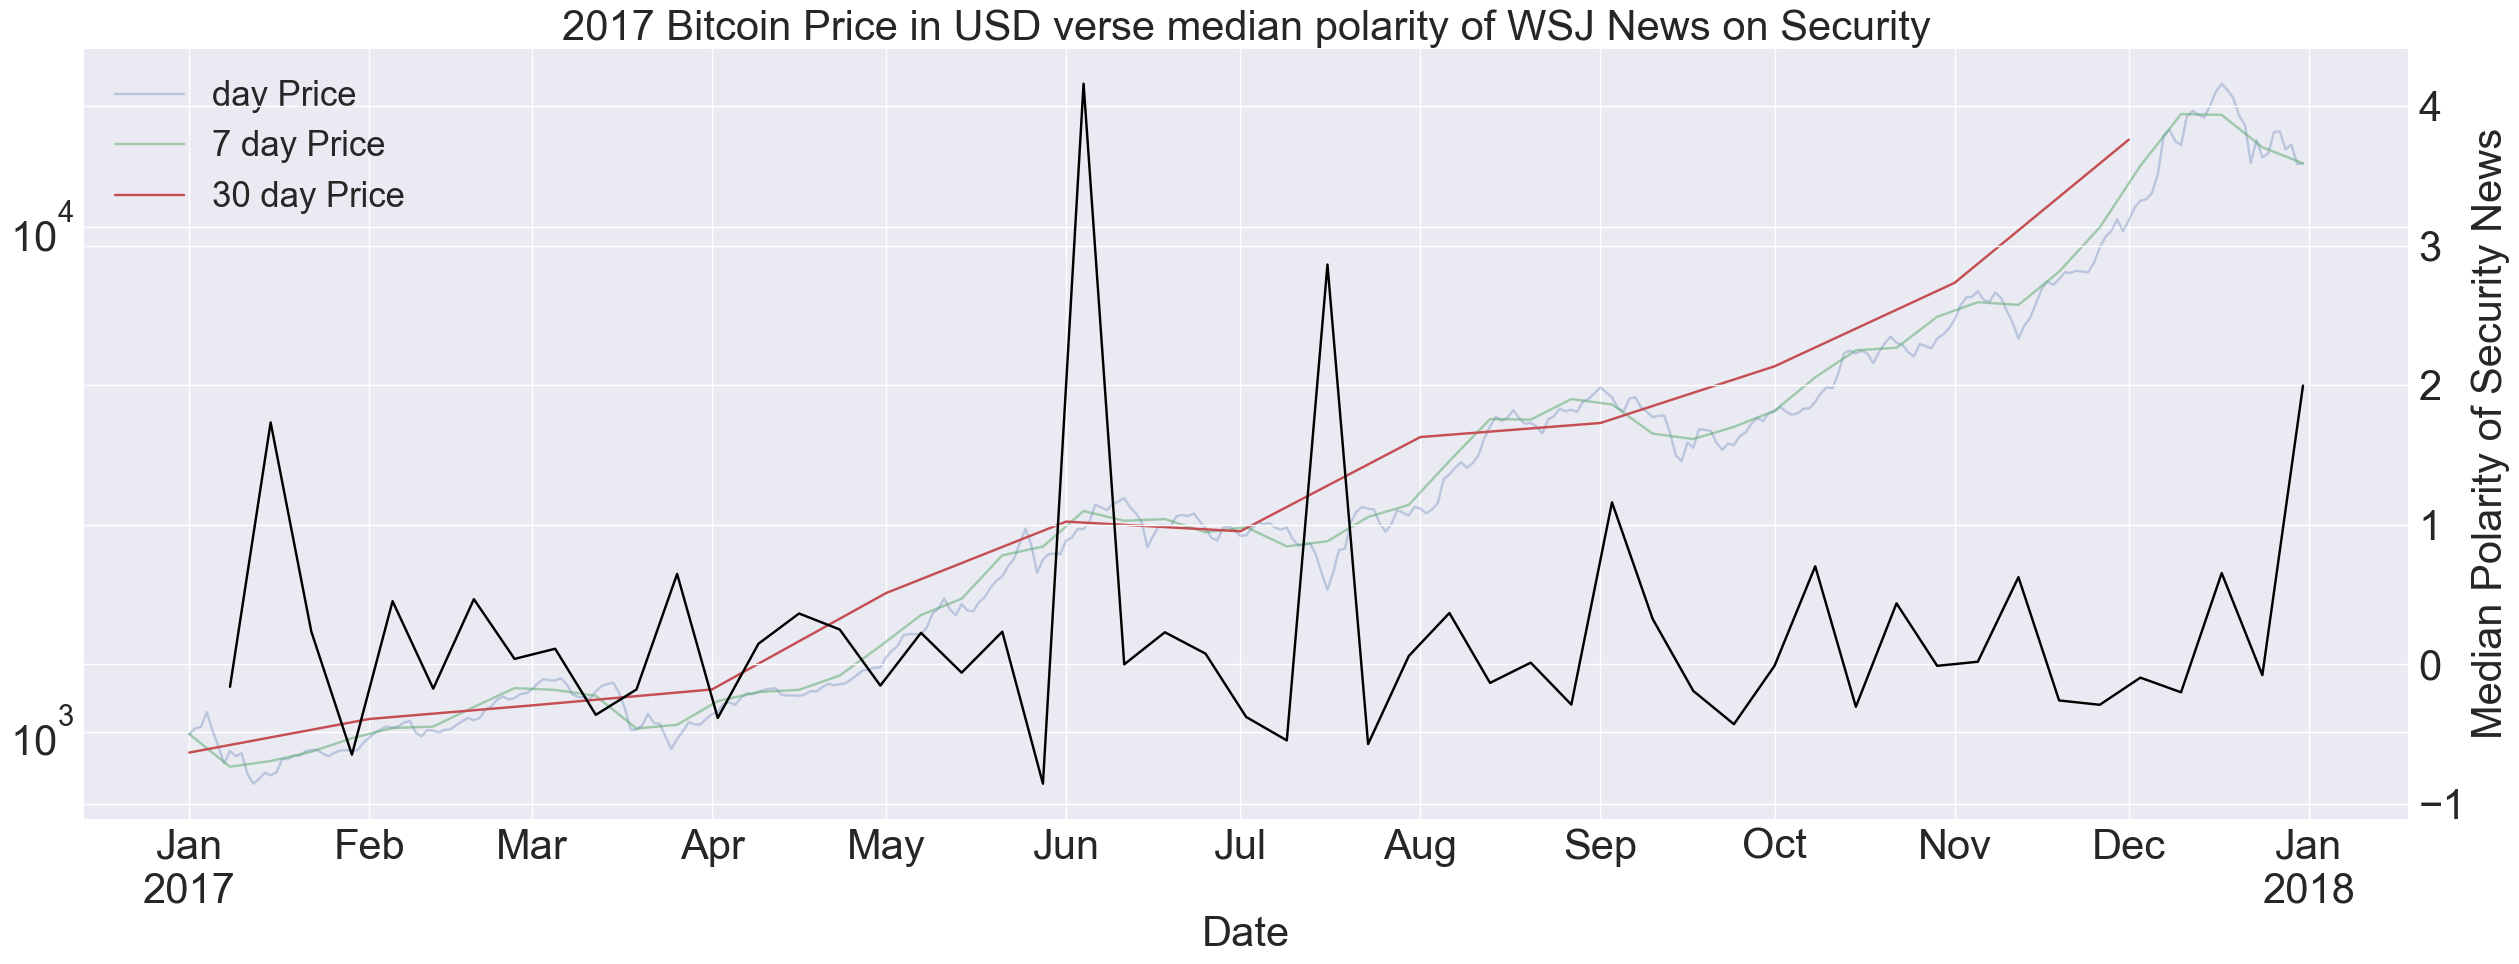 2017 Bitcoin Price in USD verse median polarity of WSJ News on Security
day Price
7 day Price
30 day Price
10^4
10^3
4
3
2
1
0
−1
Median Polarity of Security News
Jan Feb Mar Apr May Jun Jul Aug Sep Oct Nov Dec Jan
2017 2018
Date